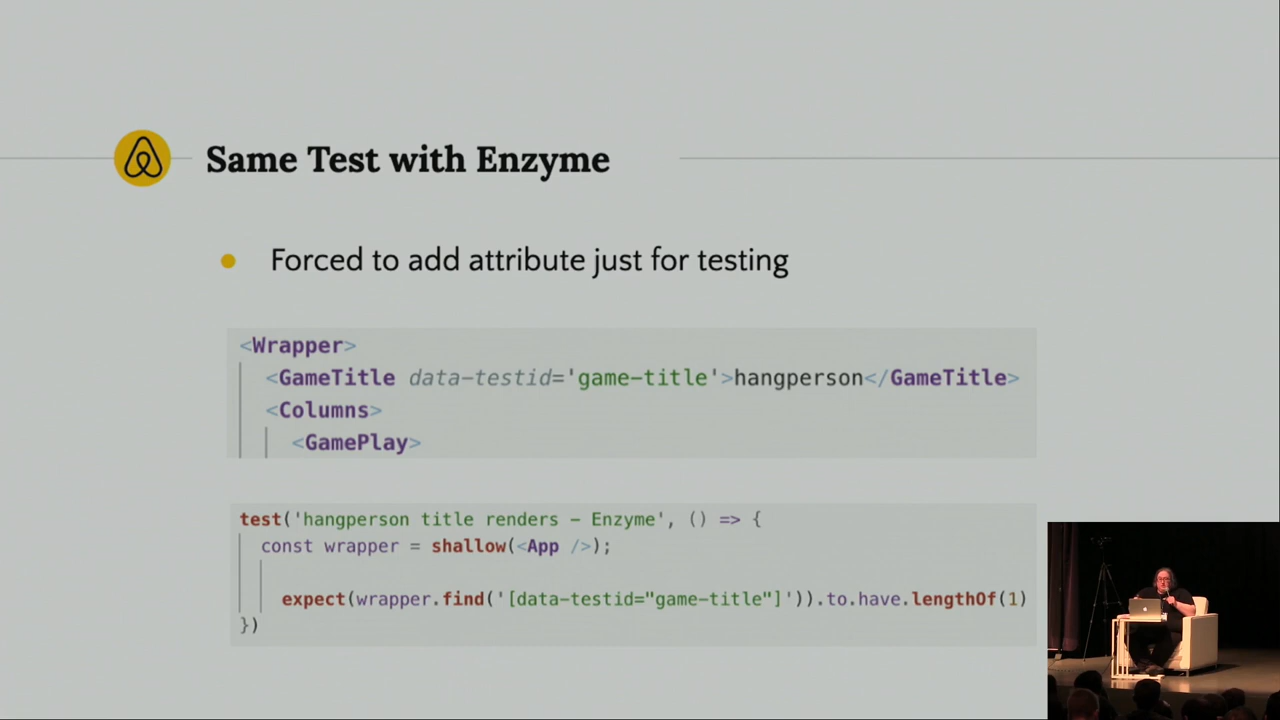 Same Test with Enzyme
Forced to add attribute just for testing
<Wrapper>
<GameTitle data-testid='game-title'>hangperson</GameTitle>
<Columns>
<GamePlay>
test('hangperson title renders – Enzyme', () => {
const wrapper = shallow(<App />);
expect(wrapper.find('[data-testid="game-title"]')).to.have.lengthOf(1)
})